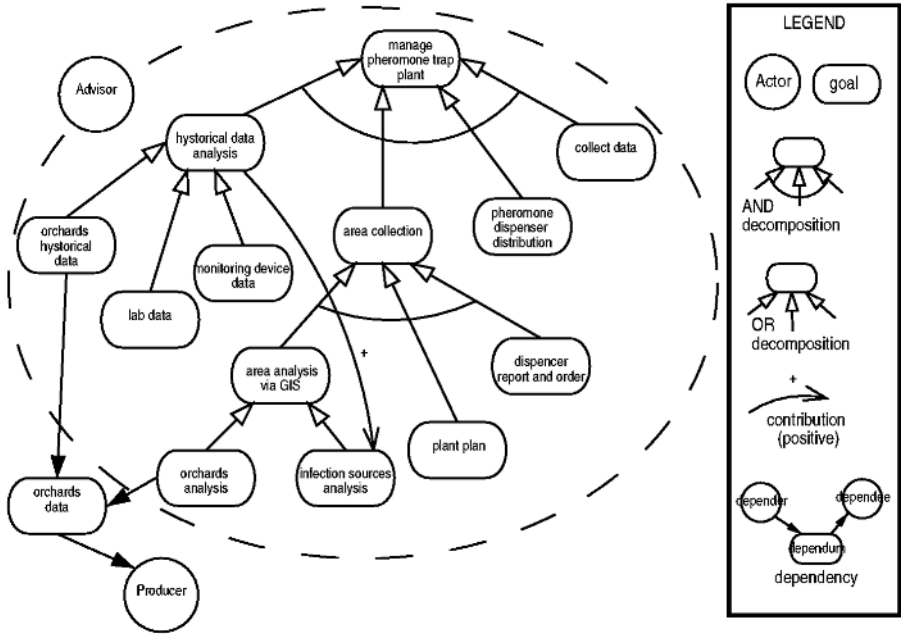 manage
pheromone trap
plant
Advisor
hystorical data
analysis
collect data
orchards
hystorical
data
lab data
monitoring device
data
area collection
pheromone
dispenser
distribution
+
area analysis
via GIS
dispencer
report and order
plant plan
orchards
analysis
infection sources
analysis
orchards
data
Producer
LEGEND
Actor
goal
AND
decomposition
OR
decomposition
+
contribution
(positive)
depender
dependee
dependum
dependency